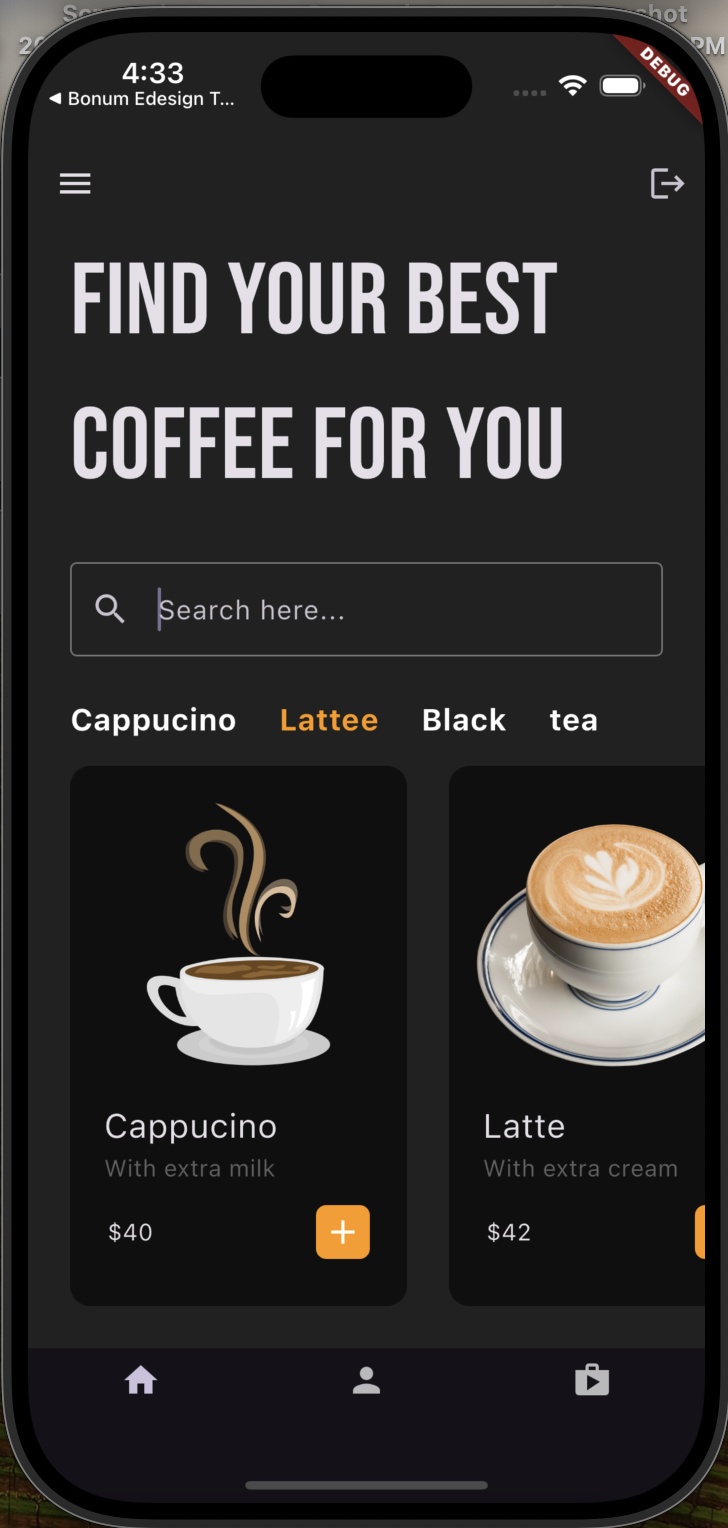 4:33
◀ Bonum Edesign T...
DEBUG
FIND YOUR BEST
COFFEE FOR YOU
Search here...
Cappucino Lattee Black tea
Cappucino
With extra milk
$40
Latte
With extra cream
$42